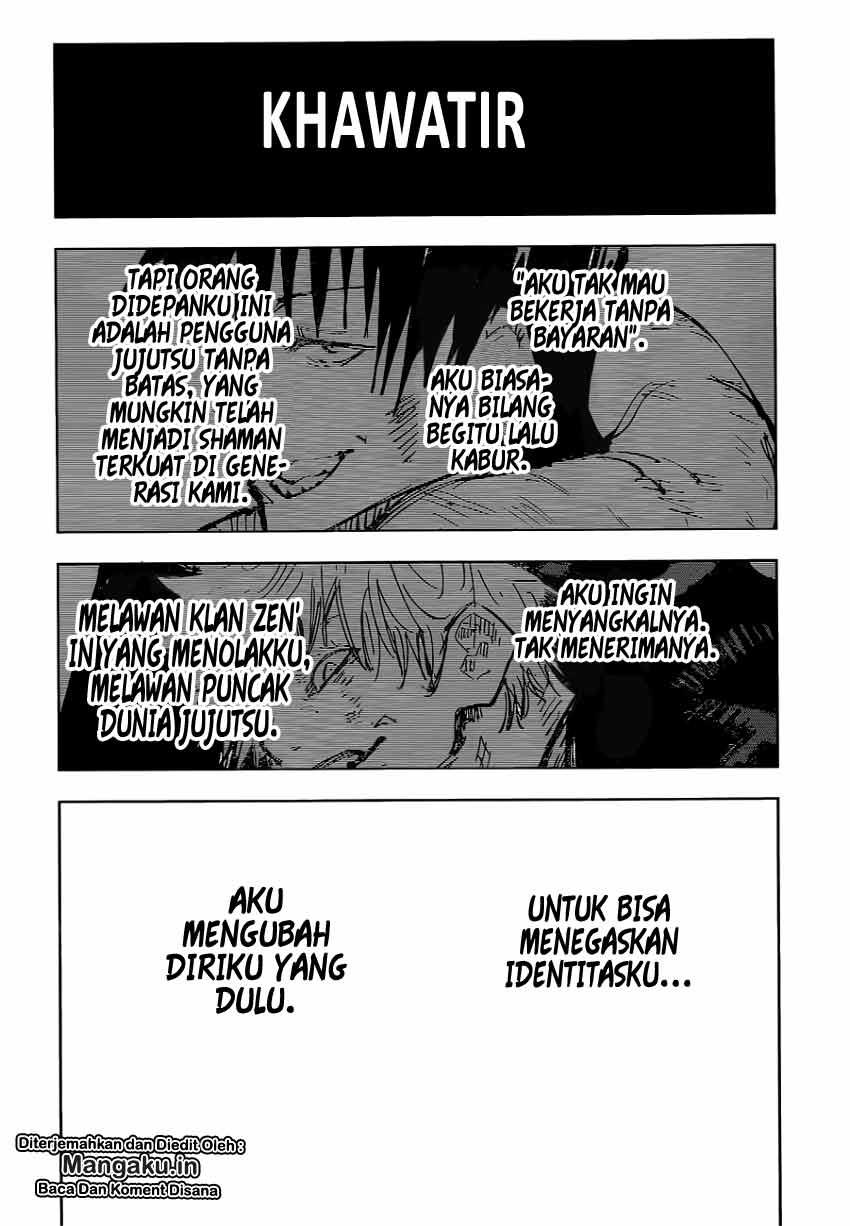 KHAWATIR
"AKU TAK MAU
BEKERJA TANPA
BAYARAN".
AKU BIASA-
NYA BILANG
BEGITU LALU
KABUR.
TAPI ORANG
DIDEPANKU INI
ADALAH PENGGUNA
JUJUTSU TANPA
BATAS, YANG
MUNGKIN TELAH
MENJADI SHAMAN
TERKUAT DI GENE-
RASI KAMI.
AKU INGIN
MENYANGKALNYA.
TAK MENERIMANYA.
MELAWAN KLAN ZEN'
IN YANG MENOLAKKU,
MELAWAN PUNCAK
DUNIA JUJUTSU.
UNTUK BISA
MENEGASKAN
IDENTITASKU...
AKU
MENGUBAH
DIRIKU YANG
DULU.
Diterjemahkan dan Diedit Oleh :
Mangaku.in
Baca Dan Koment Disana